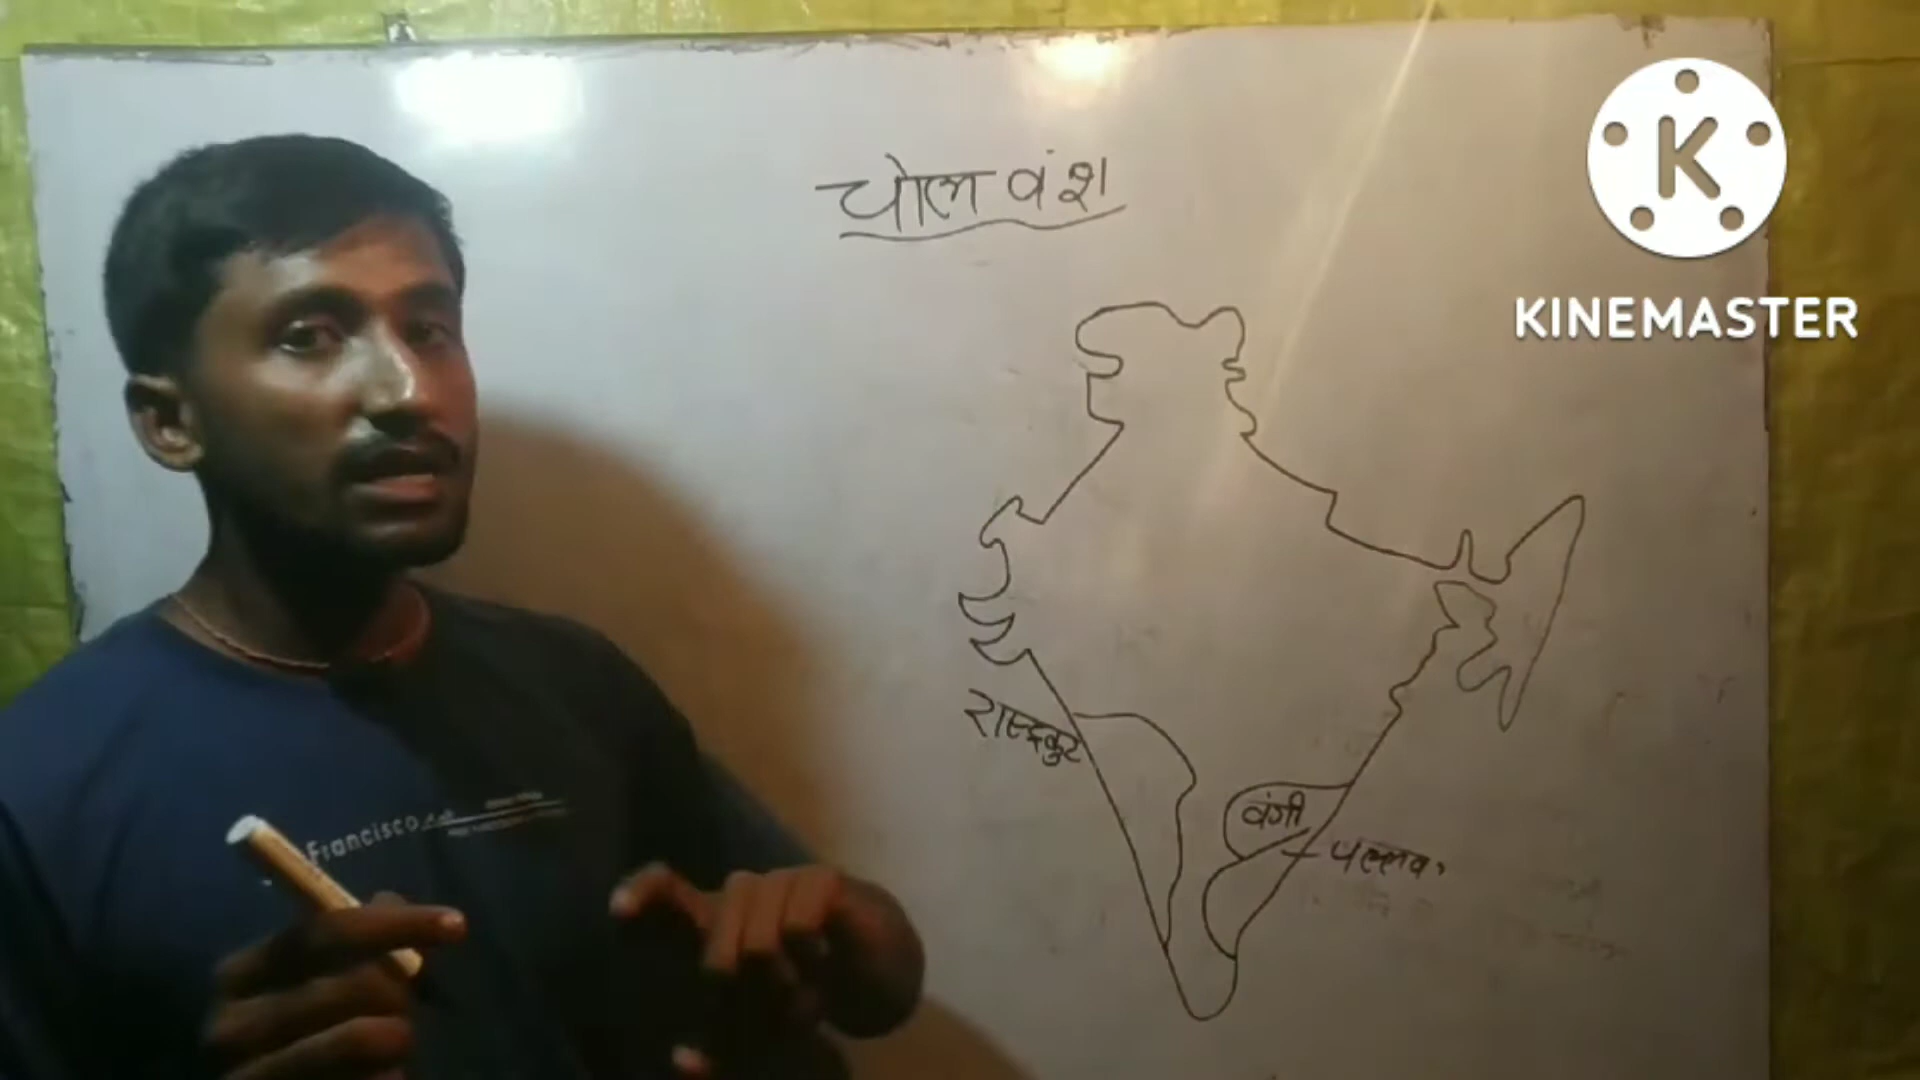 चोल वंश
K
KINEMASTER
राष्ट्रकुट
वंगी
पल्लव
Francisco